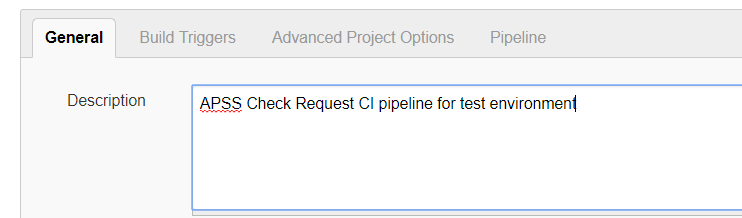 General Build Triggers Advanced Project Options Pipeline
Description APSS Check Request CI pipeline for test environment